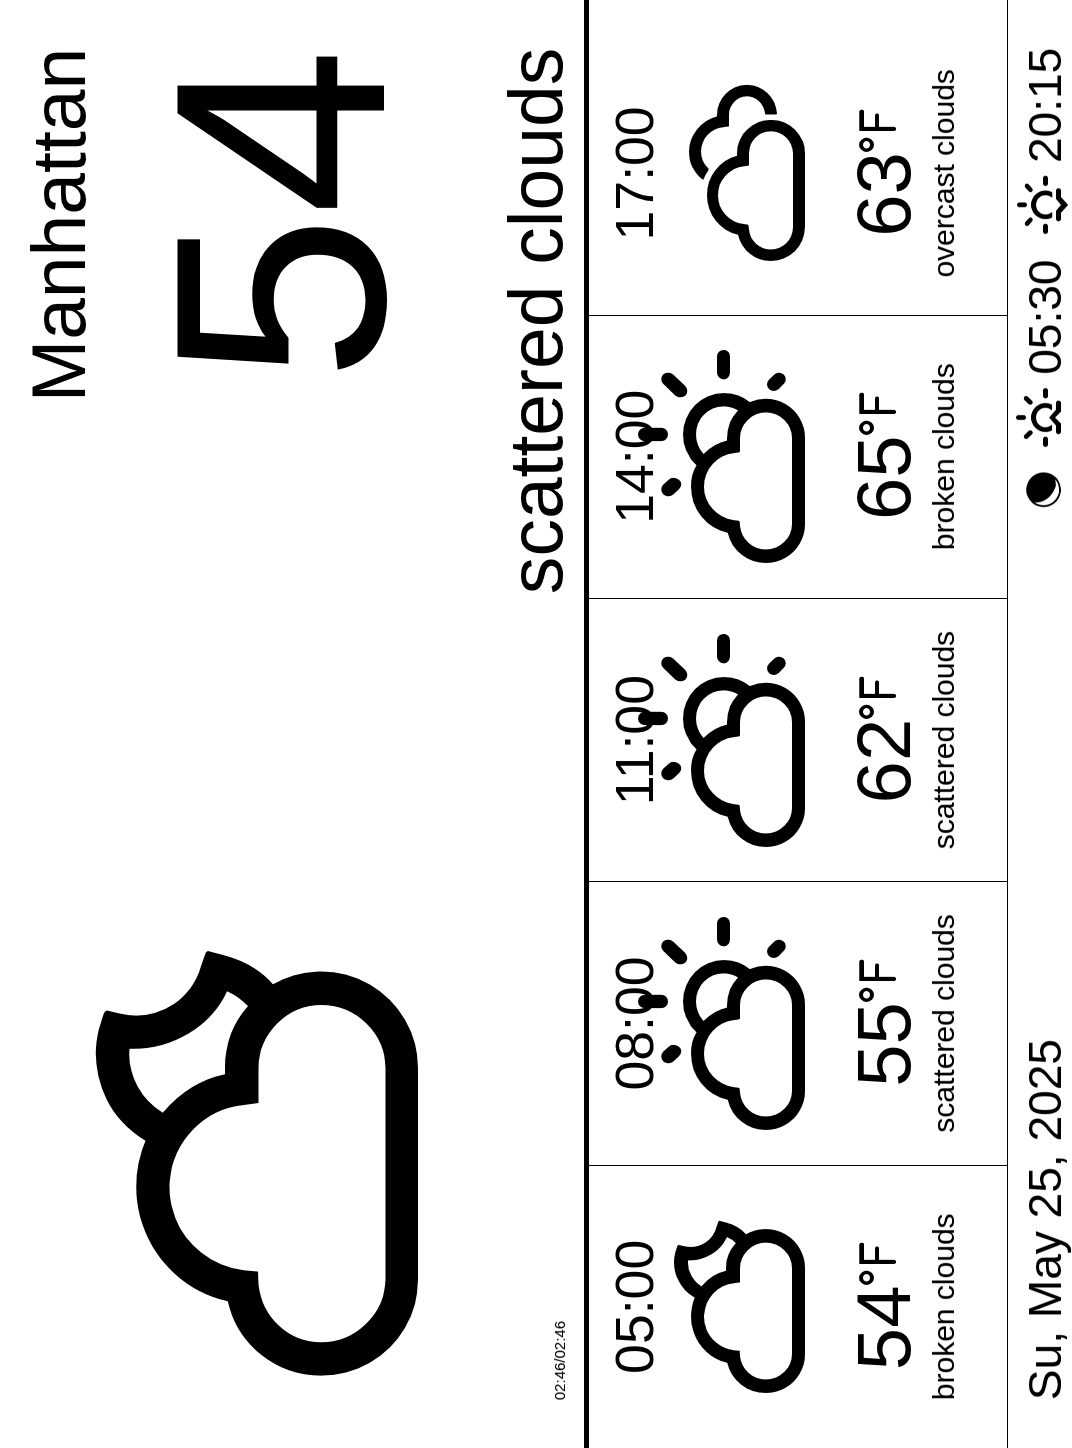 Manhattan
54
scattered clouds
02:46/02:46
05:00
54°F
broken clouds
08:00
55°F
scattered clouds
11:00
62°F
scattered clouds
14:00
65°F
broken clouds
17:00
63°F
overcast clouds
Su, May 25, 2025 05:30 20:15